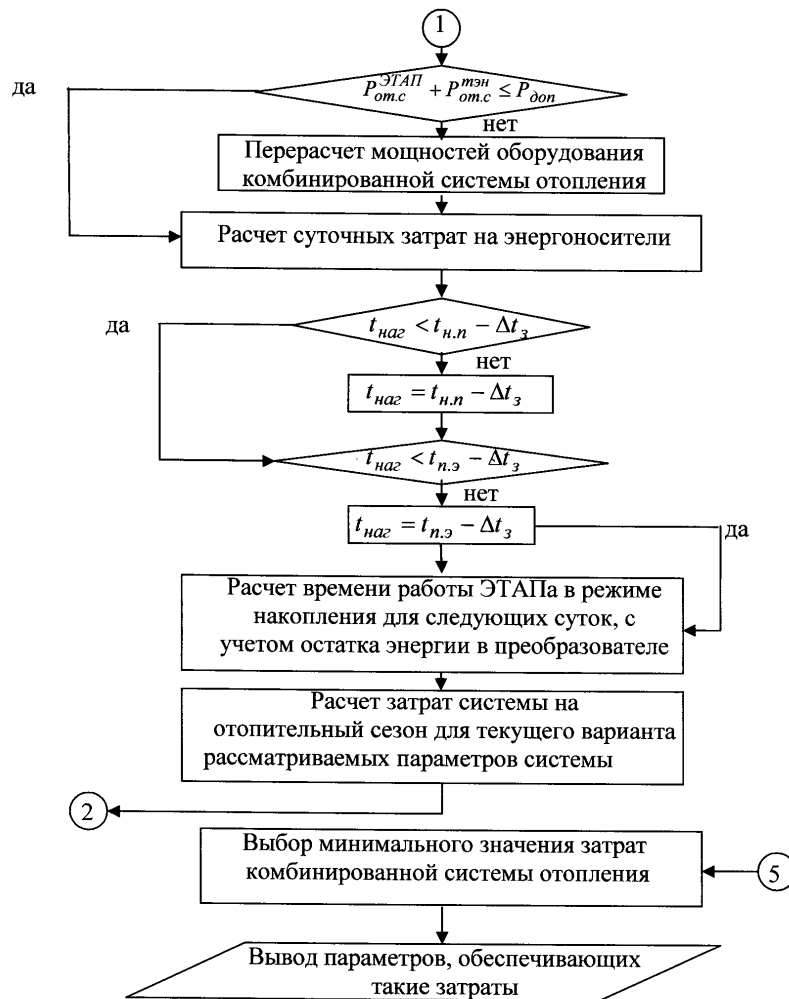 1
P_{от.с}^{ЭТАП} + P_{от.с}^{тэн} ≤ P_{доп}
да
нет
Перерасчет мощностей оборудования
комбинированной системы отопления
Расчет суточных затрат на энергоносители
да
t_{наг} < t_{н.п} − Δt_з
нет
t_{наг} = t_{н.п} − Δt_з
t_{наг} < t_{п.э} − Δt_з
нет
t_{наг} = t_{п.э} − Δt_з
да
Расчет времени работы ЭТАПа в режиме
накопления для следующих суток, с
учетом остатка энергии в преобразователе
Расчет затрат системы на
отопительный сезон для текущего варианта
рассматриваемых параметров системы
2
Выбор минимального значения затрат
комбинированной системы отопления
5
Вывод параметров, обеспечивающих
такие затраты